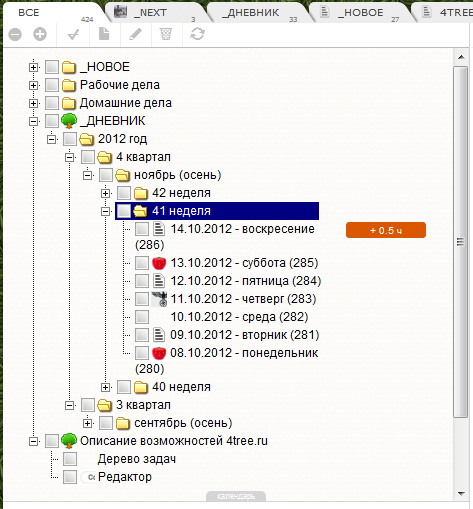 ВСЕ 424 _NEXT _ДНЕВНИК 33 _НОВОЕ 27 4TREE
_НОВОЕ
Рабочие дела
Домашние дела
_ДНЕВНИК
2012 год
4 квартал
ноябрь (осень)
42 неделя
41 неделя
14.10.2012 - воскресение + 0.5 ч
(286)
13.10.2012 - суббота (285)
12.10.2012 - пятница (284)
11.10.2012 - четверг (283)
10.10.2012 - среда (282)
09.10.2012 - вторник (281)
08.10.2012 - понедельник
(280)
40 неделя
3 квартал
сентябрь (осень)
Описание возможностей 4tree.ru
Дерево задач
Редактор
календарь